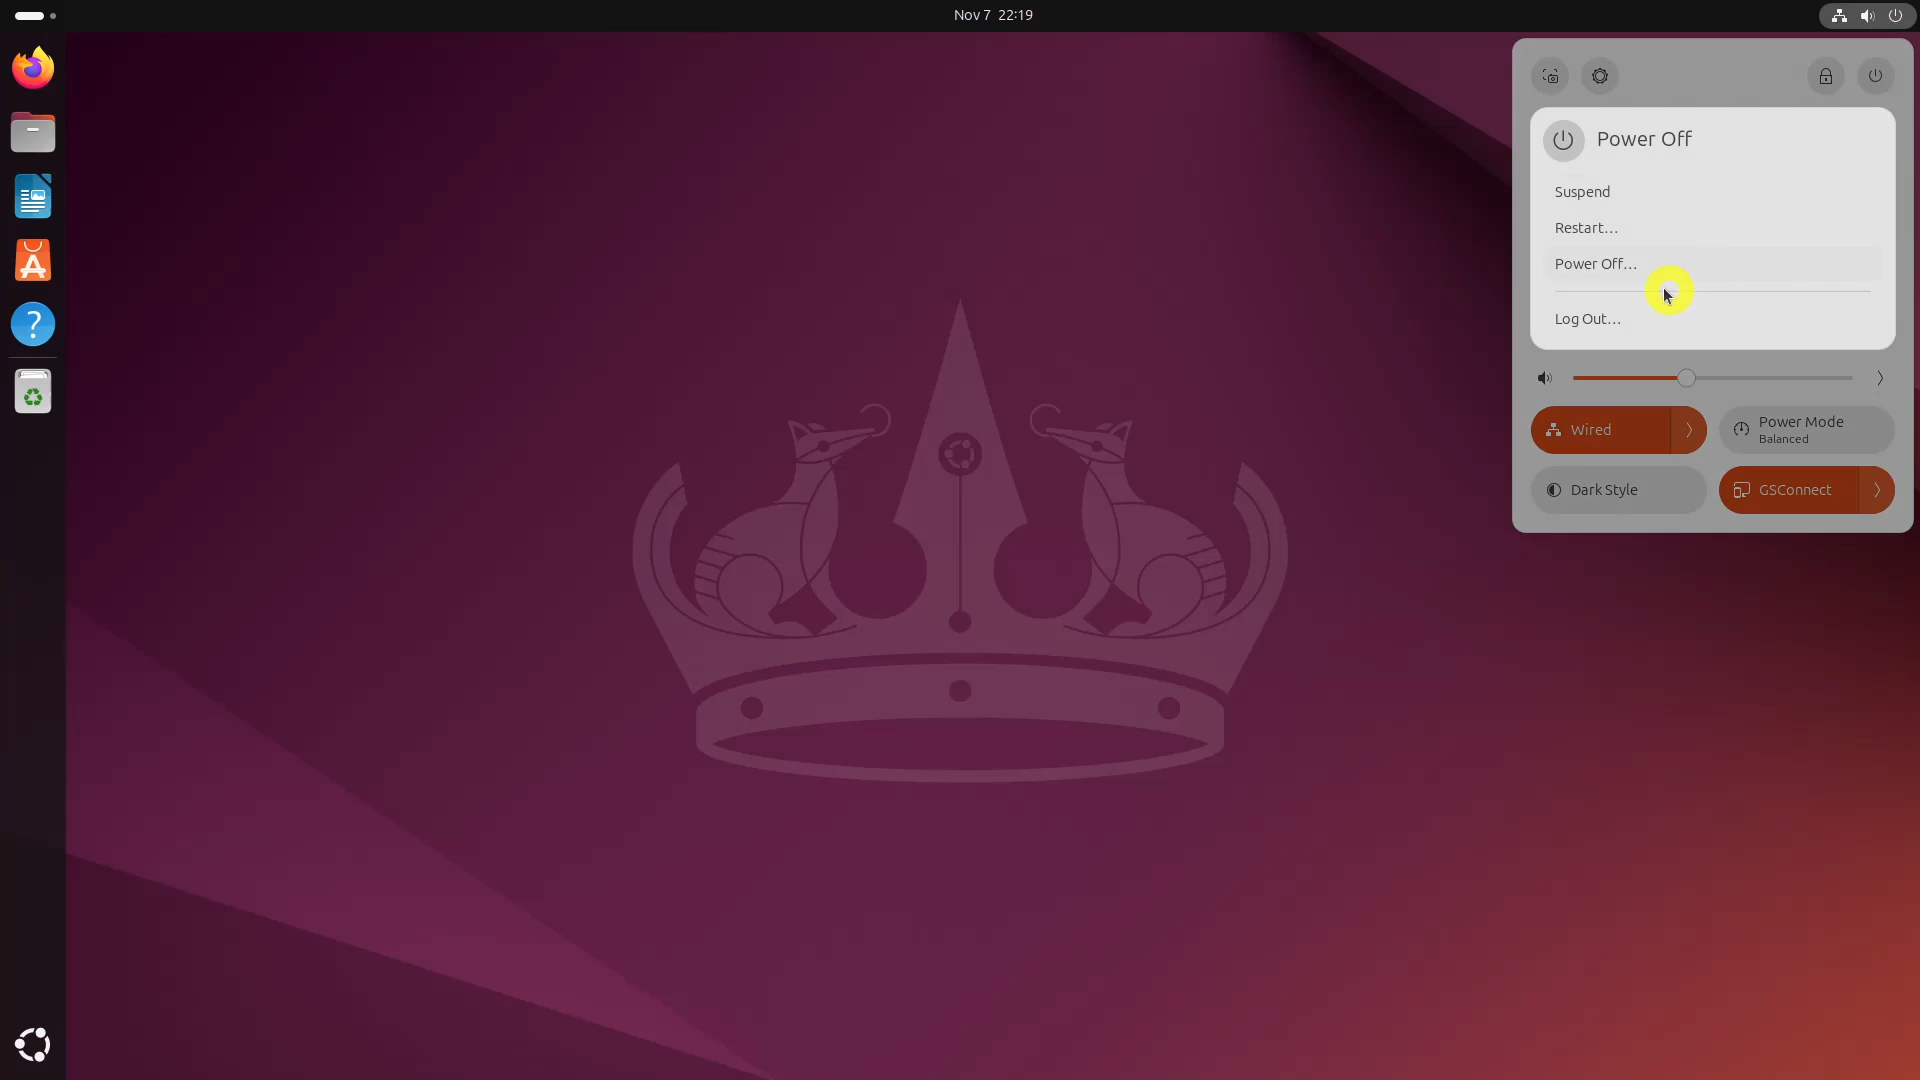 Nov 7 22:19
Power Off
Suspend
Restart...
Power Off...
Log Out...
Wired
Power Mode
Balanced
Dark Style
GSConnect